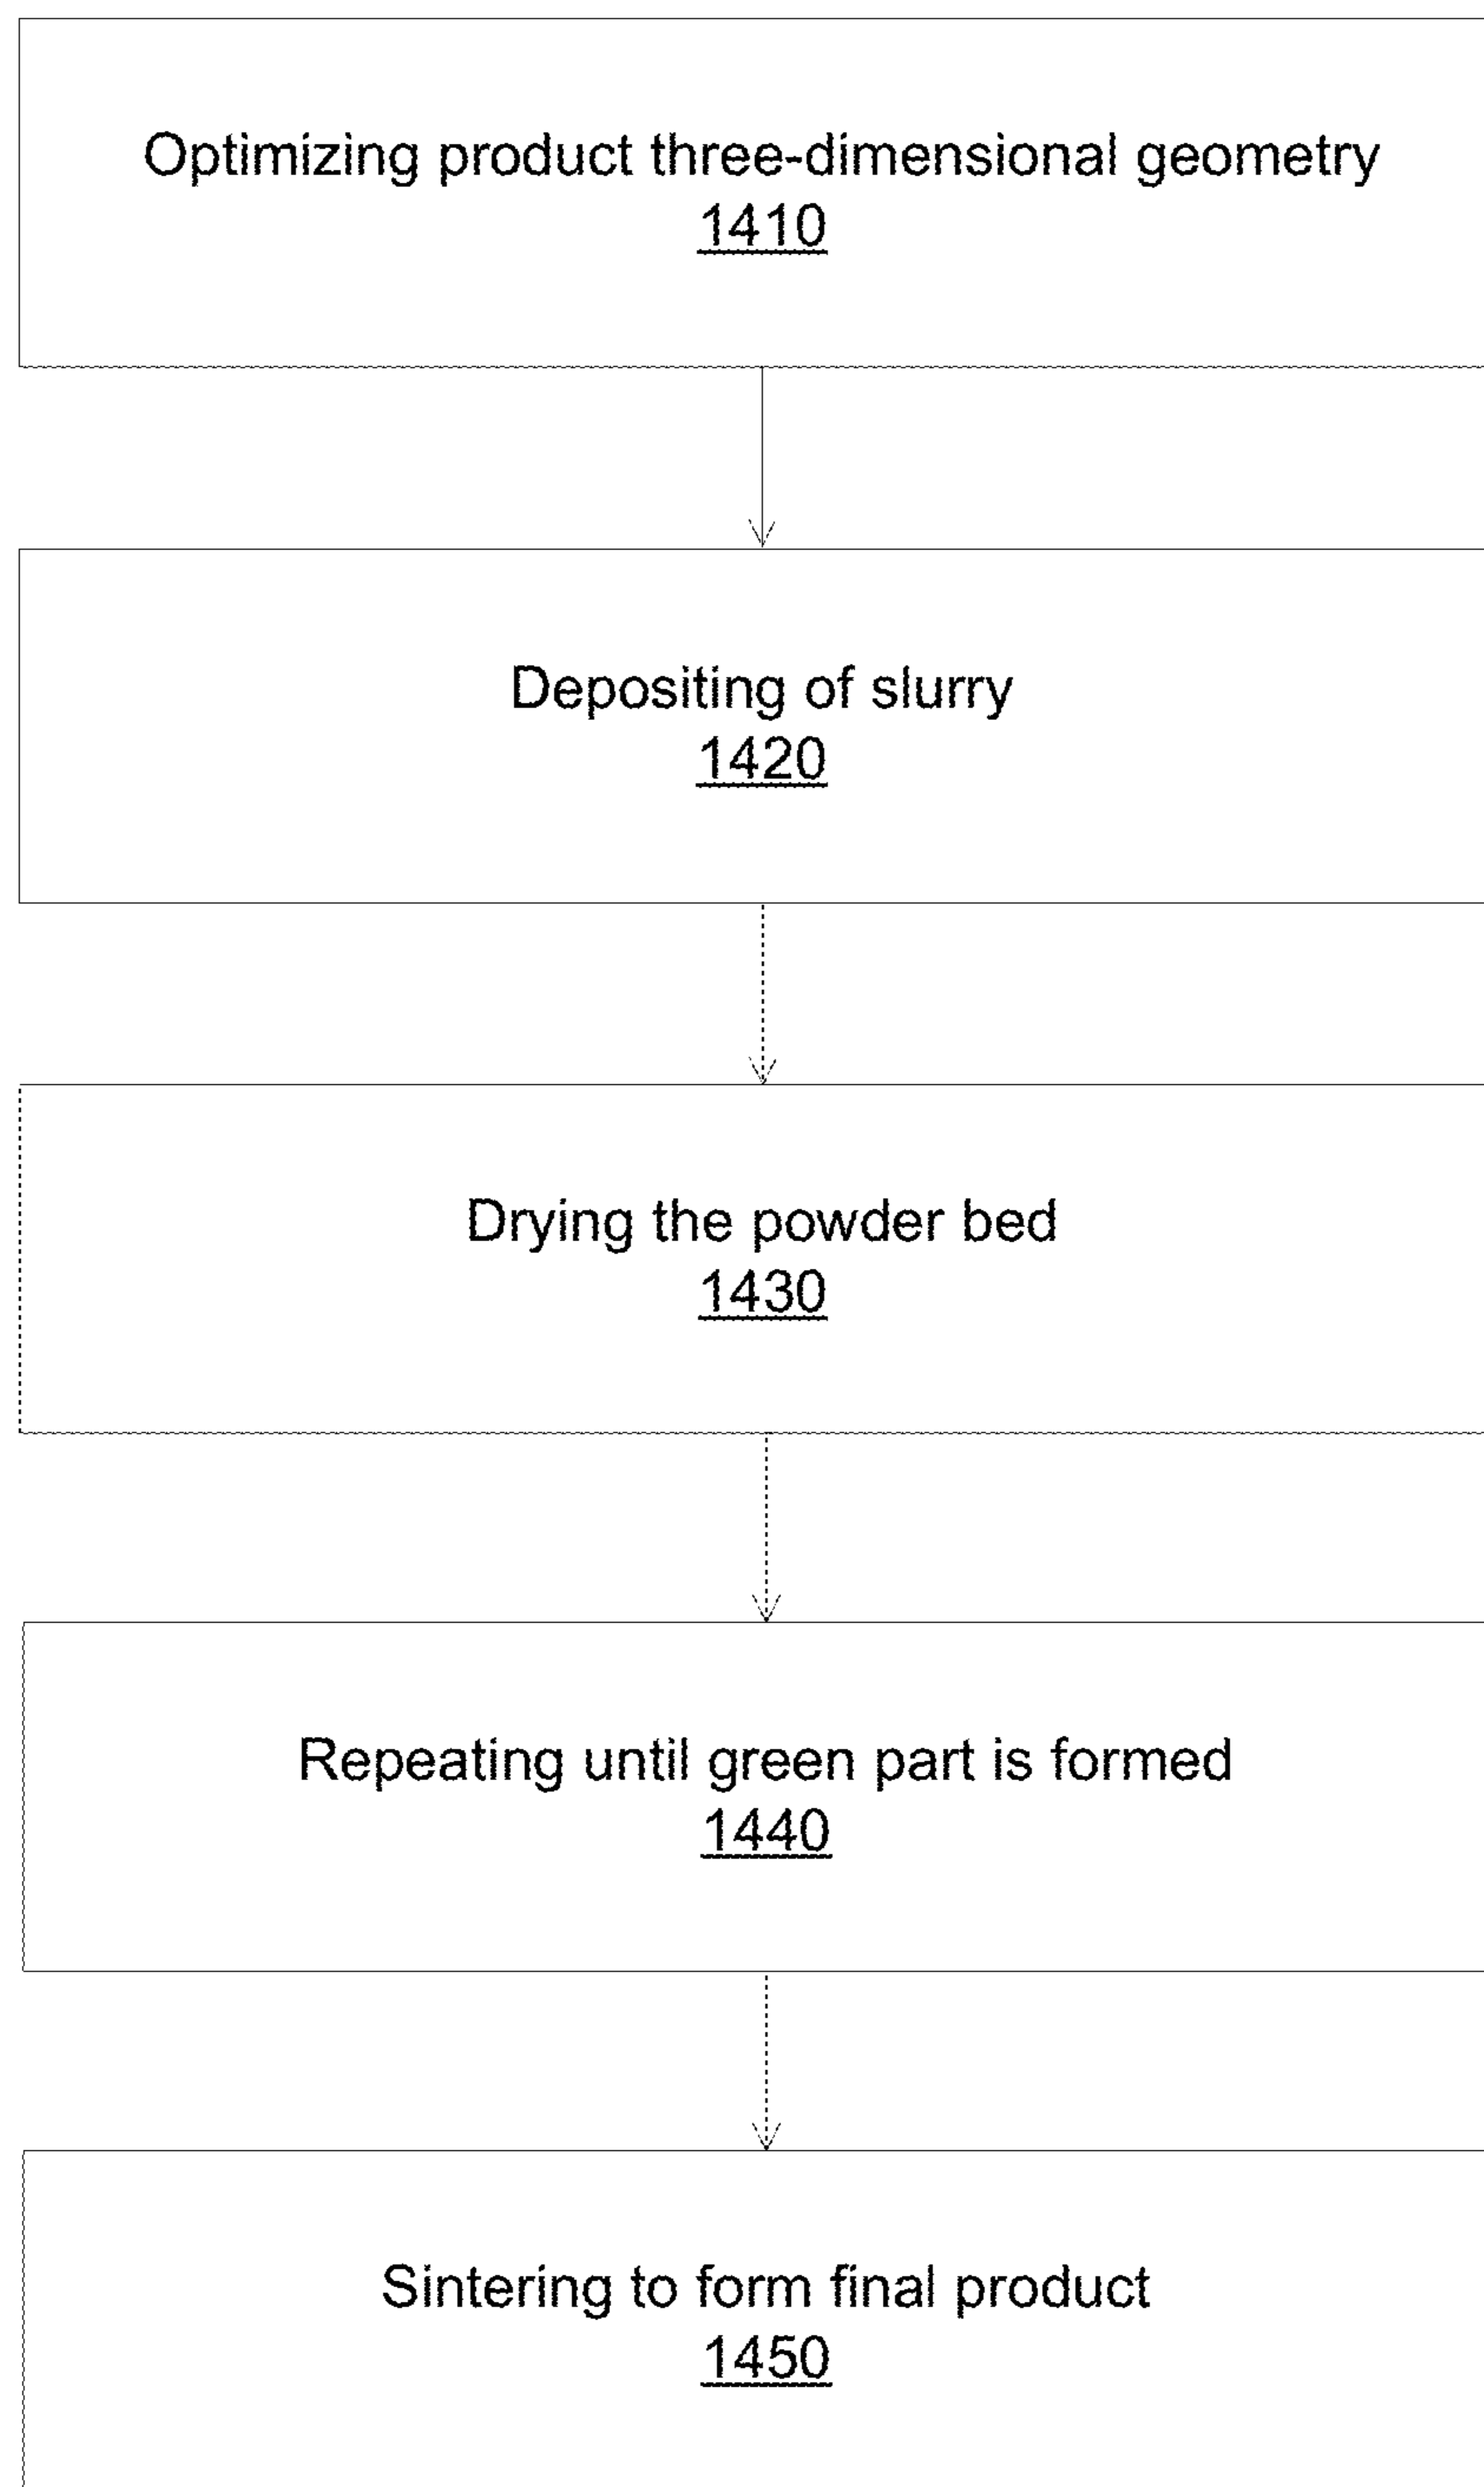 Optimizing product three-dimensional geometry
1410
Depositing of slurry
1420
Drying the powder bed
1430
Repeating until green part is formed
1440
Sintering to form final product
1450